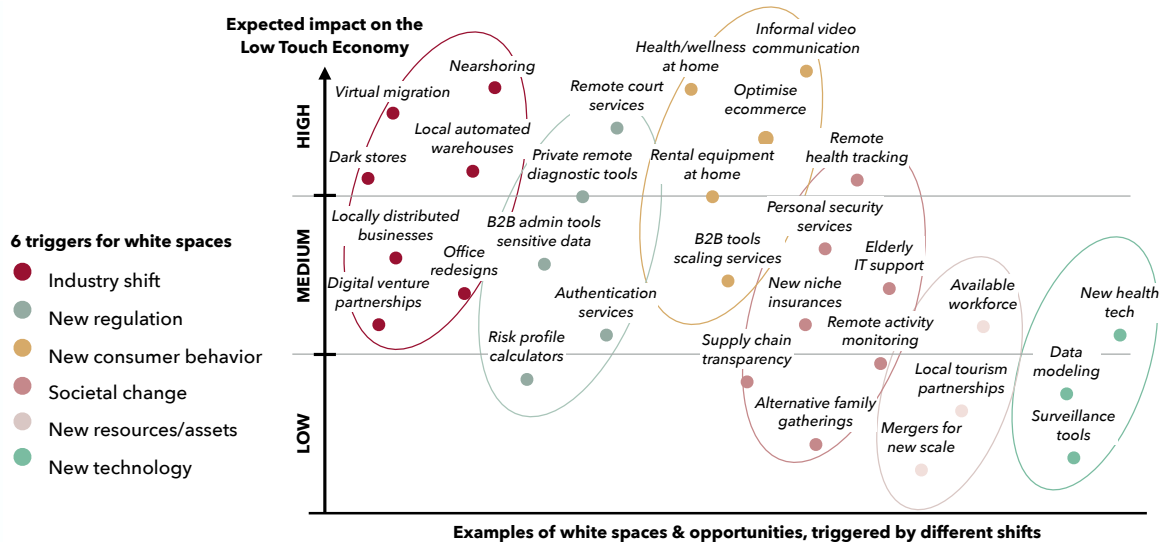 Expected impact on the
Low Touch Economy
HIGH
MEDIUM
LOW
6 triggers for white spaces
Industry shift
New regulation
New consumer behavior
Societal change
New resources/assets
New technology
Nearshoring
Virtual migration
Local automated
warehouses
Dark stores
Locally distributed
businesses
Office
redesigns
Digital venture
partnerships
Remote court
services
Private remote
diagnostic tools
B2B admin tools
sensitive data
Authentication
services
Risk profile
calculators
Informal video
communication
Health/wellness
at home
Optimise
ecommerce
Rental equipment
at home
B2B tools
scaling services
Remote
health tracking
Personal security
services
Elderly
IT support
New niche
insurances
Remote activity
monitoring
Supply chain
transparency
Alternative family
gatherings
Available
workforce
Local tourism
partnerships
Mergers for
new scale
New health
tech
Data
modeling
Surveillance
tools
Examples of white spaces & opportunities, triggered by different shifts